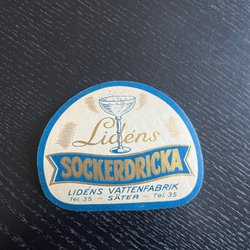 Lidéns
SOCKERDRICKA
LIDÉNS VATTENFABRIK
Tel. 35 – SÄTER – Tel. 35